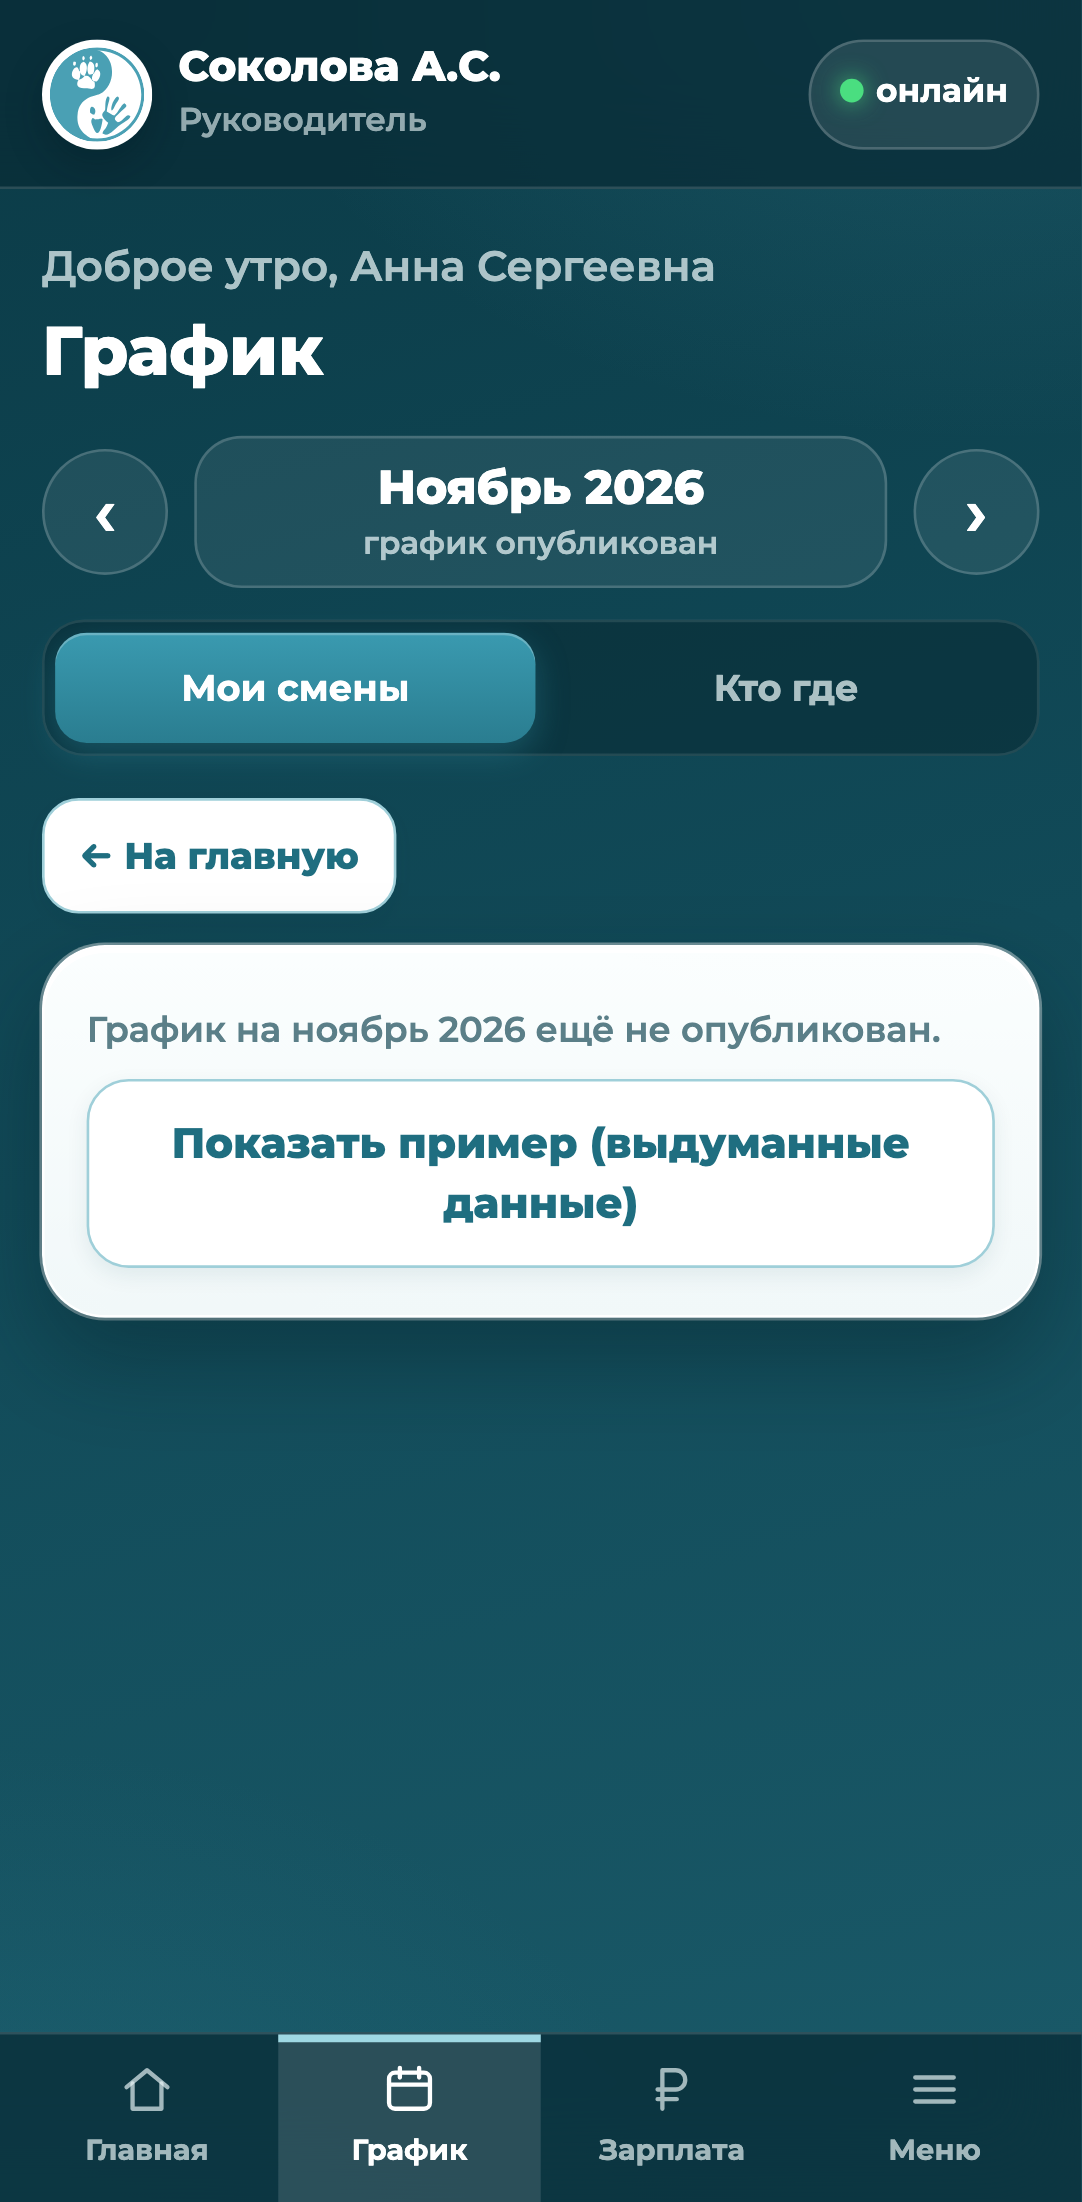 Соколова А.С.
Руководитель
онлайн
Доброе утро, Анна Сергеевна
График
‹
Ноябрь 2026
график опубликован
›
Мои смены
Кто где
← На главную
График на ноябрь 2026 ещё не опубликован.
Показать пример (выдуманные
данные)
Главная
График
Зарплата
Меню